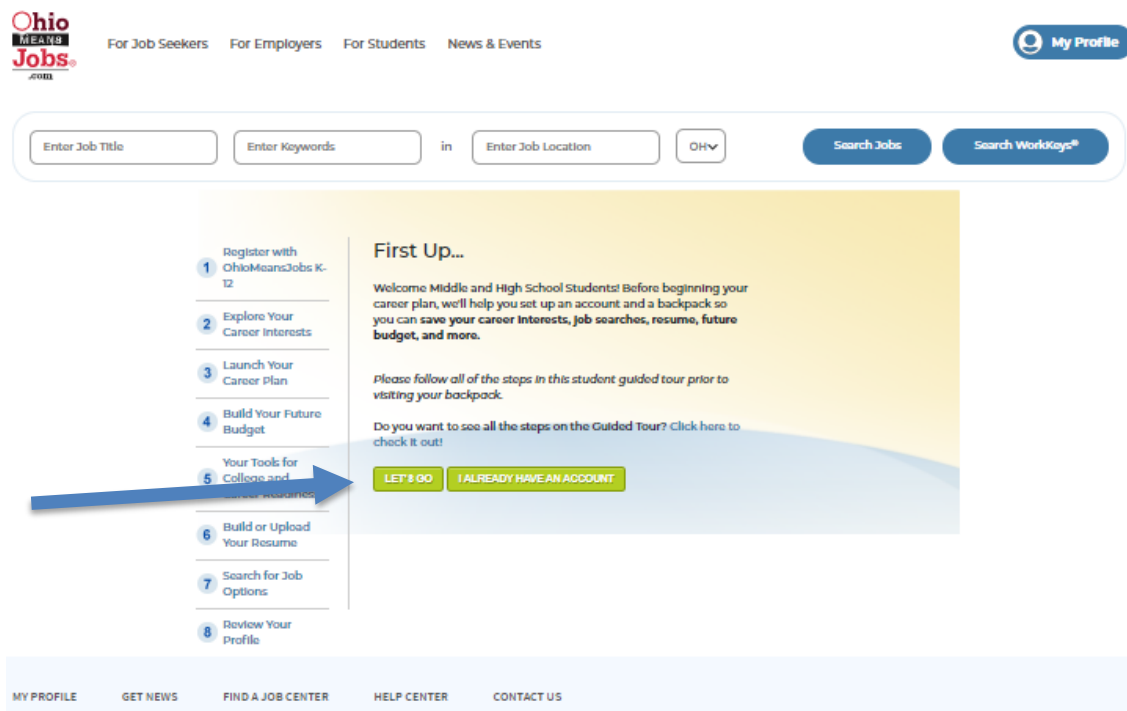 Ohio
MEANS
Jobs®
.com
For Job Seekers For Employers For Students News & Events
My Profile
Enter Job Title Enter Keywords in Enter Job Location OH Search Jobs Search WorkKeys®
1 Register with
OhioMeansJobs K-
12
2 Explore Your
Career Interests
3 Launch Your
Career Plan
4 Build Your Future
Budget
5 Your Tools for
College and
6 Build or Upload
Your Resume
7 Search for Job
Options
8 Review Your
Profile
First Up...
Welcome Middle and High School Students! Before beginning your
career plan, we'll help you set up an account and a backpack so
you can save your career interests, job searches, resume, future
budget, and more.
Please follow all of the steps in this student guided tour prior to
visiting your backpack.
Do you want to see all the steps on the Guided Tour? Click here to
check it out!
LET'S GO I ALREADY HAVE AN ACCOUNT
MY PROFILE GET NEWS FIND A JOB CENTER HELP CENTER CONTACT US